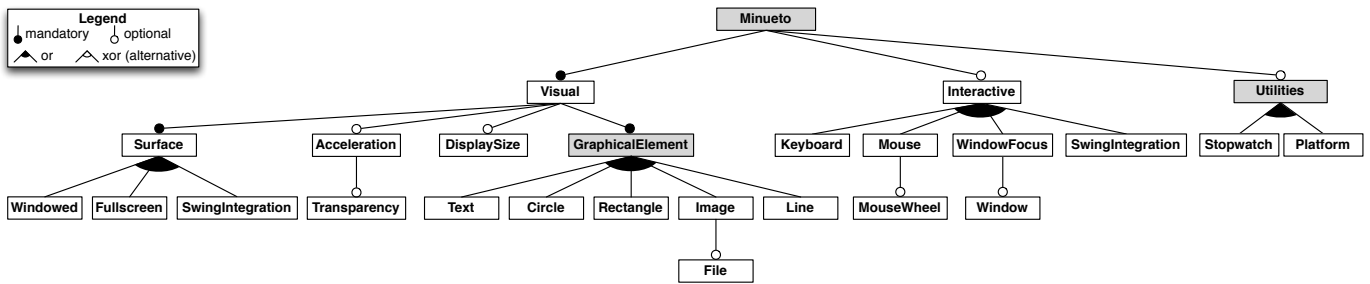 Legend
mandatory optional
or xor (alternative)
Minueto
Visual Interactive Utilities
Surface Acceleration DisplaySize GraphicalElement Keyboard Mouse WindowFocus SwingIntegration Stopwatch Platform
Windowed Fullscreen SwingIntegration Transparency Text Circle Rectangle Image Line MouseWheel Window
File